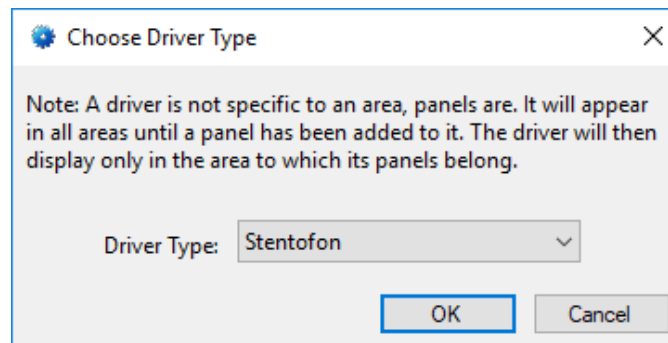 Choose Driver Type
Note: A driver is not specific to an area, panels are. It will appear
in all areas until a panel has been added to it. The driver will then
display only in the area to which its panels belong.
Driver Type: Stentofon
OK Cancel